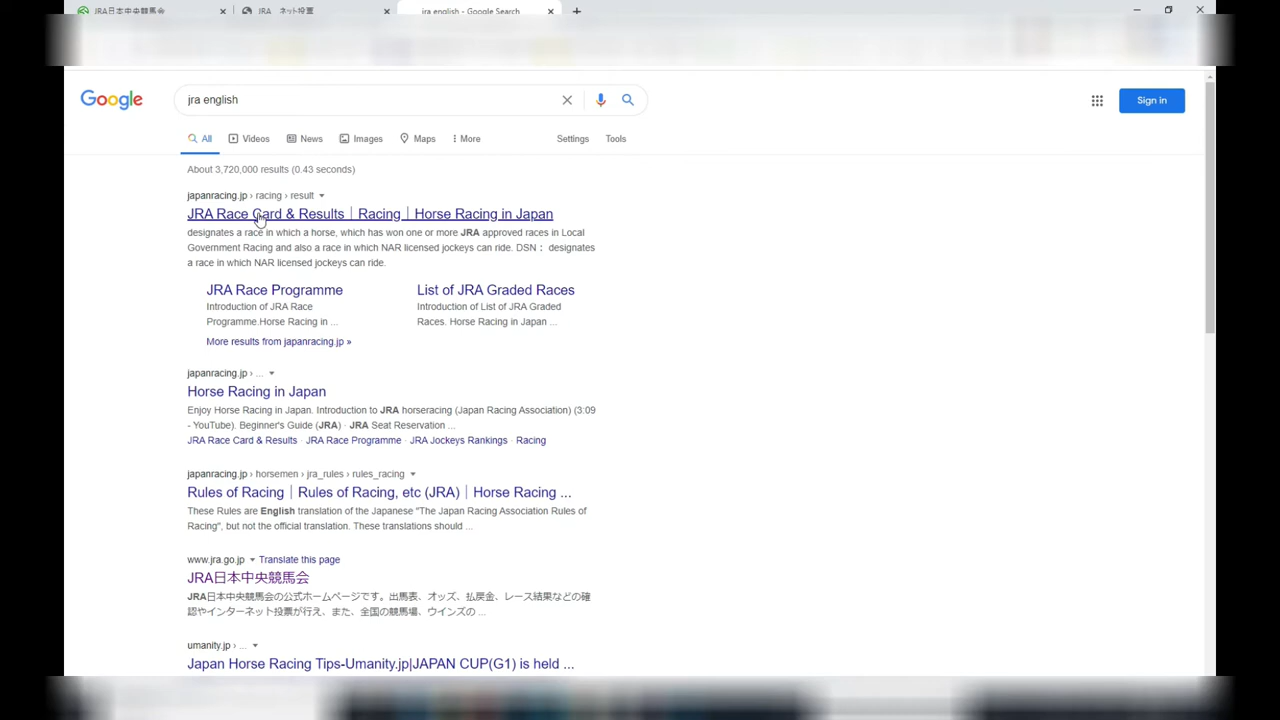 JRA日本中央競馬会
JRA ネット投票
jra english - Google Search
Google
jra english
Sign in
All
Videos
News
Images
Maps
More
Settings
Tools
About 3,720,000 results (0.43 seconds)
japanracing.jp › racing › result
JRA Race Card & Results｜Racing｜Horse Racing in Japan
designates a race in which a horse, which has won one or more JRA approved races in Local
Government Racing and also a race in which NAR licensed jockeys can ride. DSN： designates
a race in which NAR licensed jockeys can ride.
JRA Race Programme
Introduction of JRA Race
Programme.Horse Racing in ...
List of JRA Graded Races
Introduction of List of JRA Graded
Races. Horse Racing in Japan ...
More results from japanracing.jp »
japanracing.jp › ...
Horse Racing in Japan
Enjoy Horse Racing in Japan. Introduction to JRA horseracing (Japan Racing Association) (3:09
- YouTube). Beginner's Guide (JRA) · JRA Seat Reservation ...
JRA Race Card & Results · JRA Race Programme · JRA Jockeys Rankings · Racing
japanracing.jp › horsemen › jra_rules › rules_racing
Rules of Racing｜Rules of Racing, etc (JRA)｜Horse Racing ...
These Rules are English translation of the Japanese "The Japan Racing Association Rules of
Racing", but not the official translation. These translations should ...
www.jra.go.jp Translate this page
JRA日本中央競馬会
JRA日本中央競馬会の公式ホームページです。出馬表、オッズ、払戻金、レース結果などの確
認やインターネット投票が行え、また、全国の競馬場、ウインズの ...
umanity.jp › ...
Japan Horse Racing Tips-Umanity.jp|JAPAN CUP(G1) is held ...